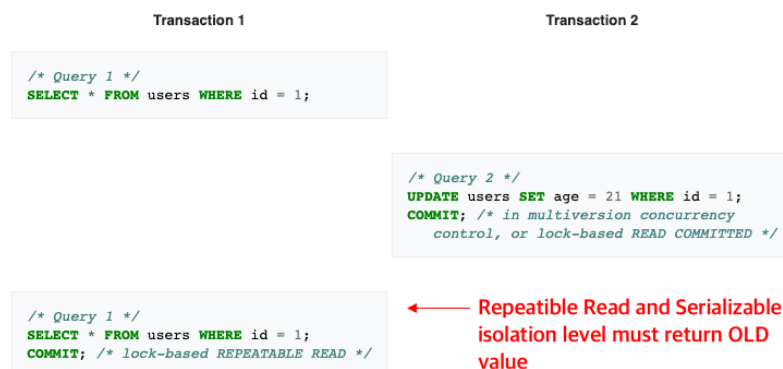 Transaction 1
Transaction 2
/* Query 1 */
SELECT * FROM users WHERE id = 1;
/* Query 2 */
UPDATE users SET age = 21 WHERE id = 1;
COMMIT; /* in multiversion concurrency
control, or lock-based READ COMMITTED */
/* Query 1 */
SELECT * FROM users WHERE id = 1;
COMMIT; /* lock-based REPEATABLE READ */
Repeatible Read and Serializable
isolation level must return OLD
value